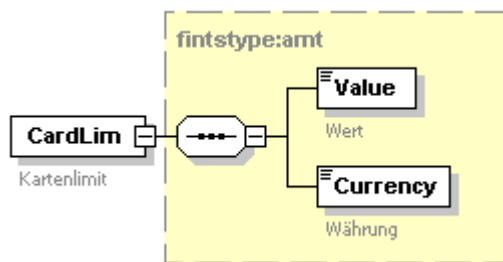 fintstype:amt
Value
Wert
CardLim
Kartenlimit
Currency
Währung